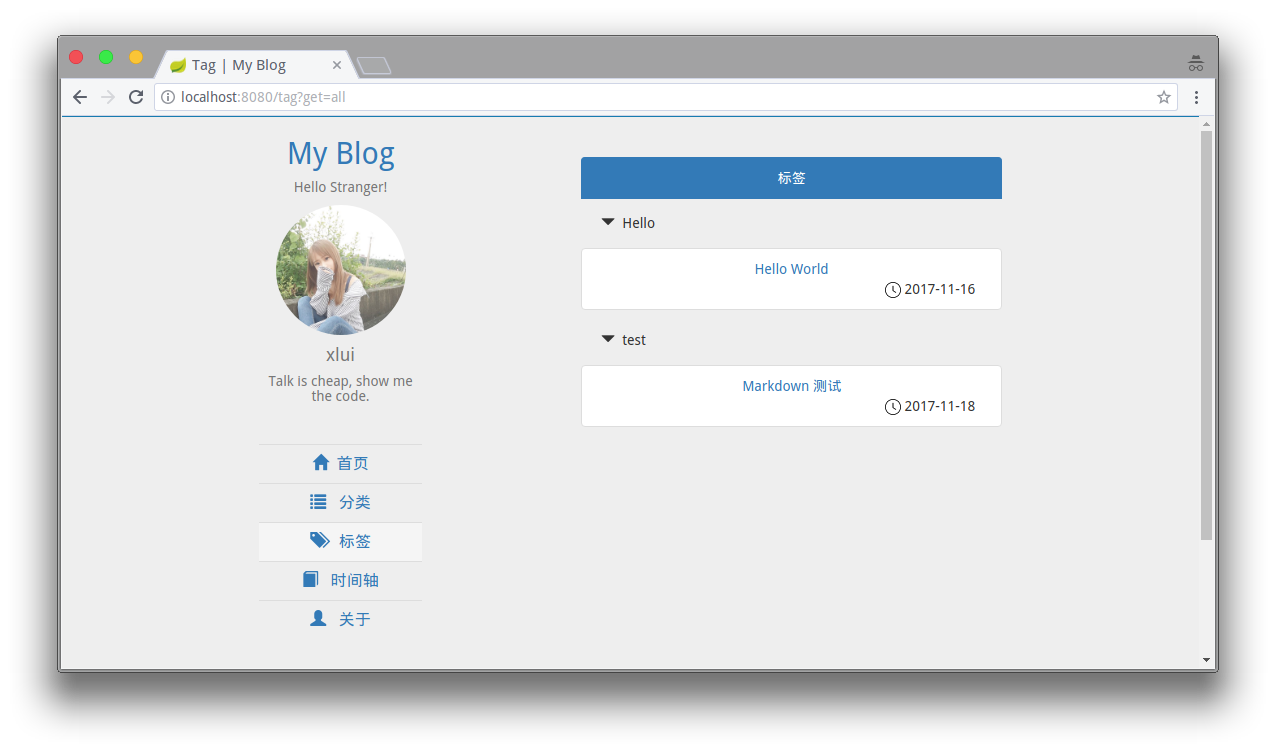 Tag | My Blog
localhost:8080/tag?get=all
My Blog
Hello Stranger!
xlui
Talk is cheap, show me
the code.
首页
分类
标签
时间轴
关于
标签
Hello
Hello World
2017-11-16
test
Markdown 测试
2017-11-18